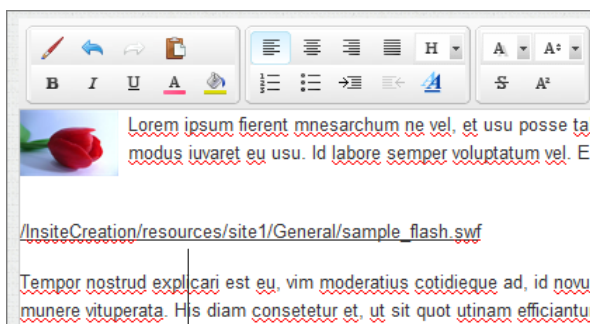 H A A
B I U A S A²
Lorem ipsum fierent mnesarchum ne vel, et usu posse ta
modus iuvaret eu usu. Id labore semper voluptatum vel. E
/InsiteCreation/resources/site1/General/sample_flash.swf
Tempor nostrud explicari est eu, vim moderatius cotidieque ad, id novu
munere vituperata. His diam consetetur et, ut sit quot utinam efficiantu